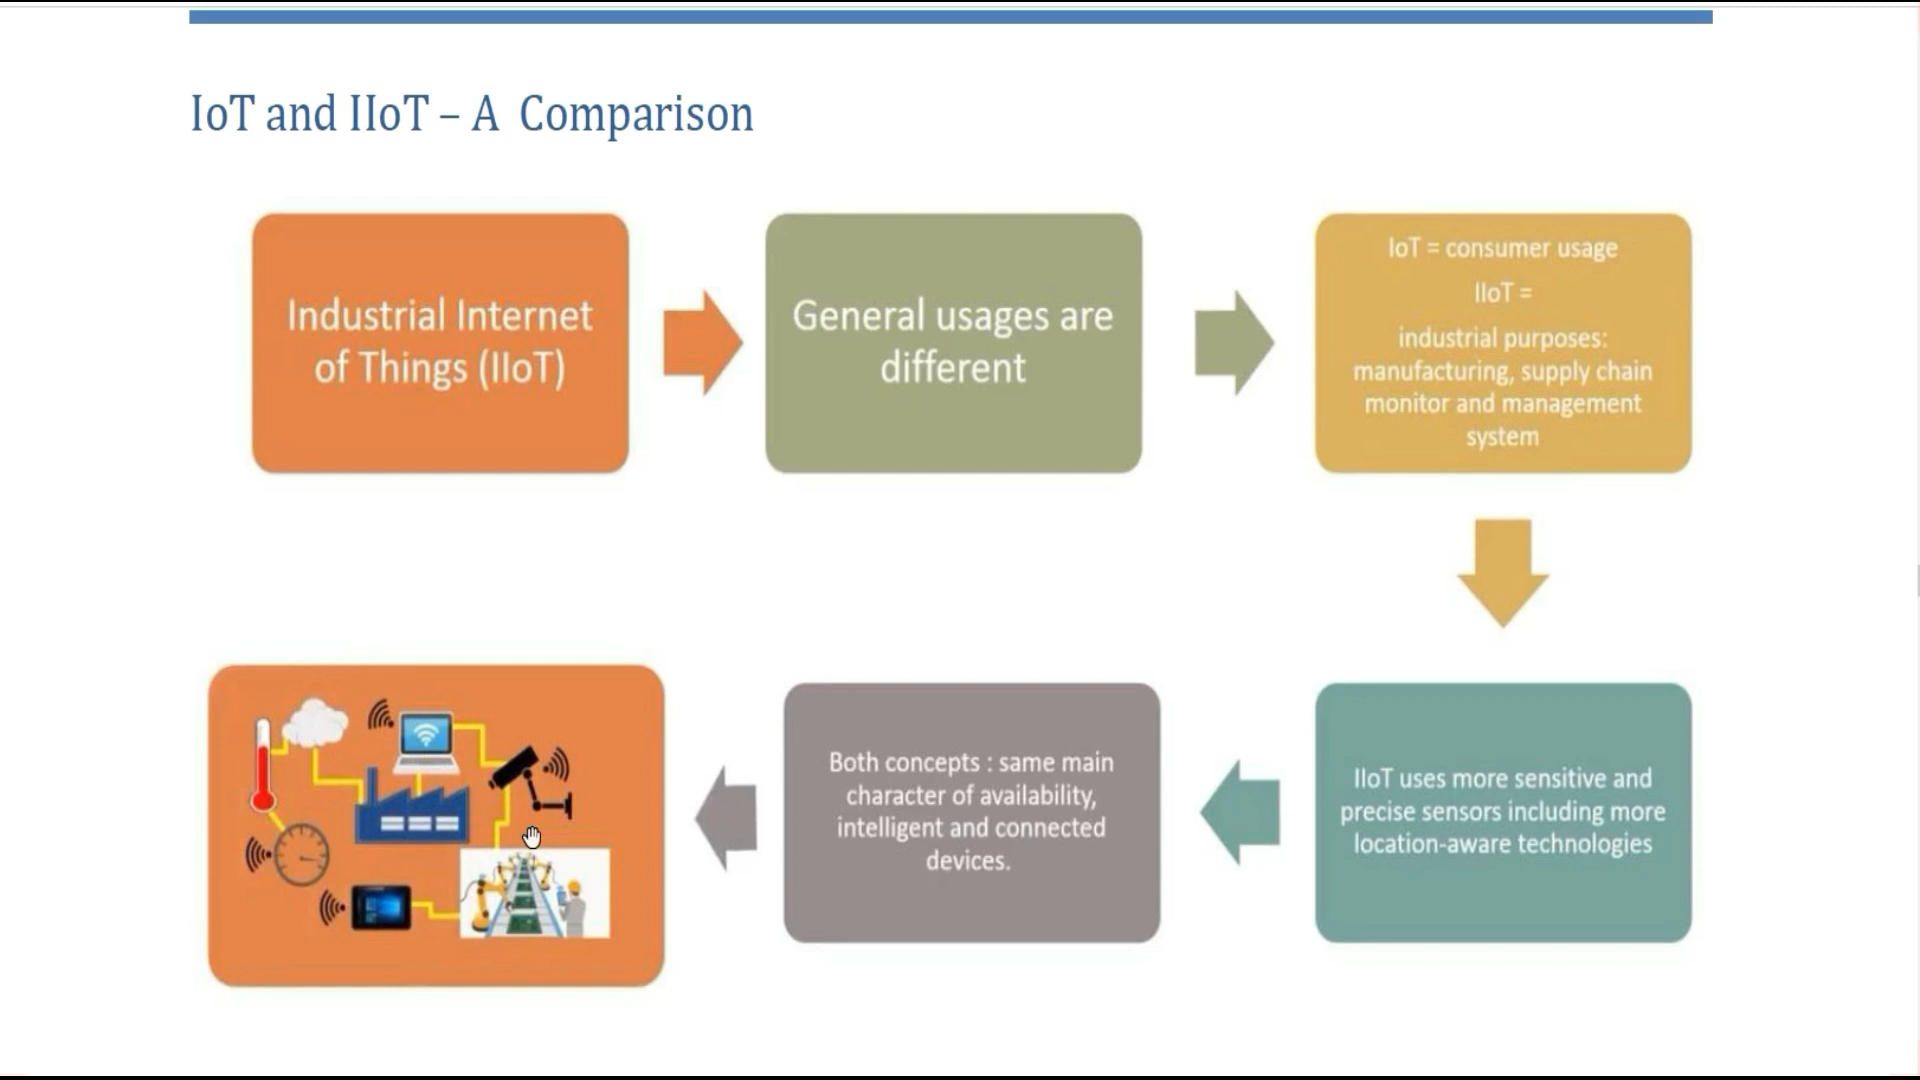 IoT and IIoT – A Comparison
Industrial Internet
of Things (IIoT)
General usages are
different
IoT = consumer usage
IIoT =
industrial purposes:
manufacturing, supply chain
monitor and management
system
IIoT uses more sensitive and
precise sensors including more
location-aware technologies
Both concepts : same main
character of availability,
intelligent and connected
devices.